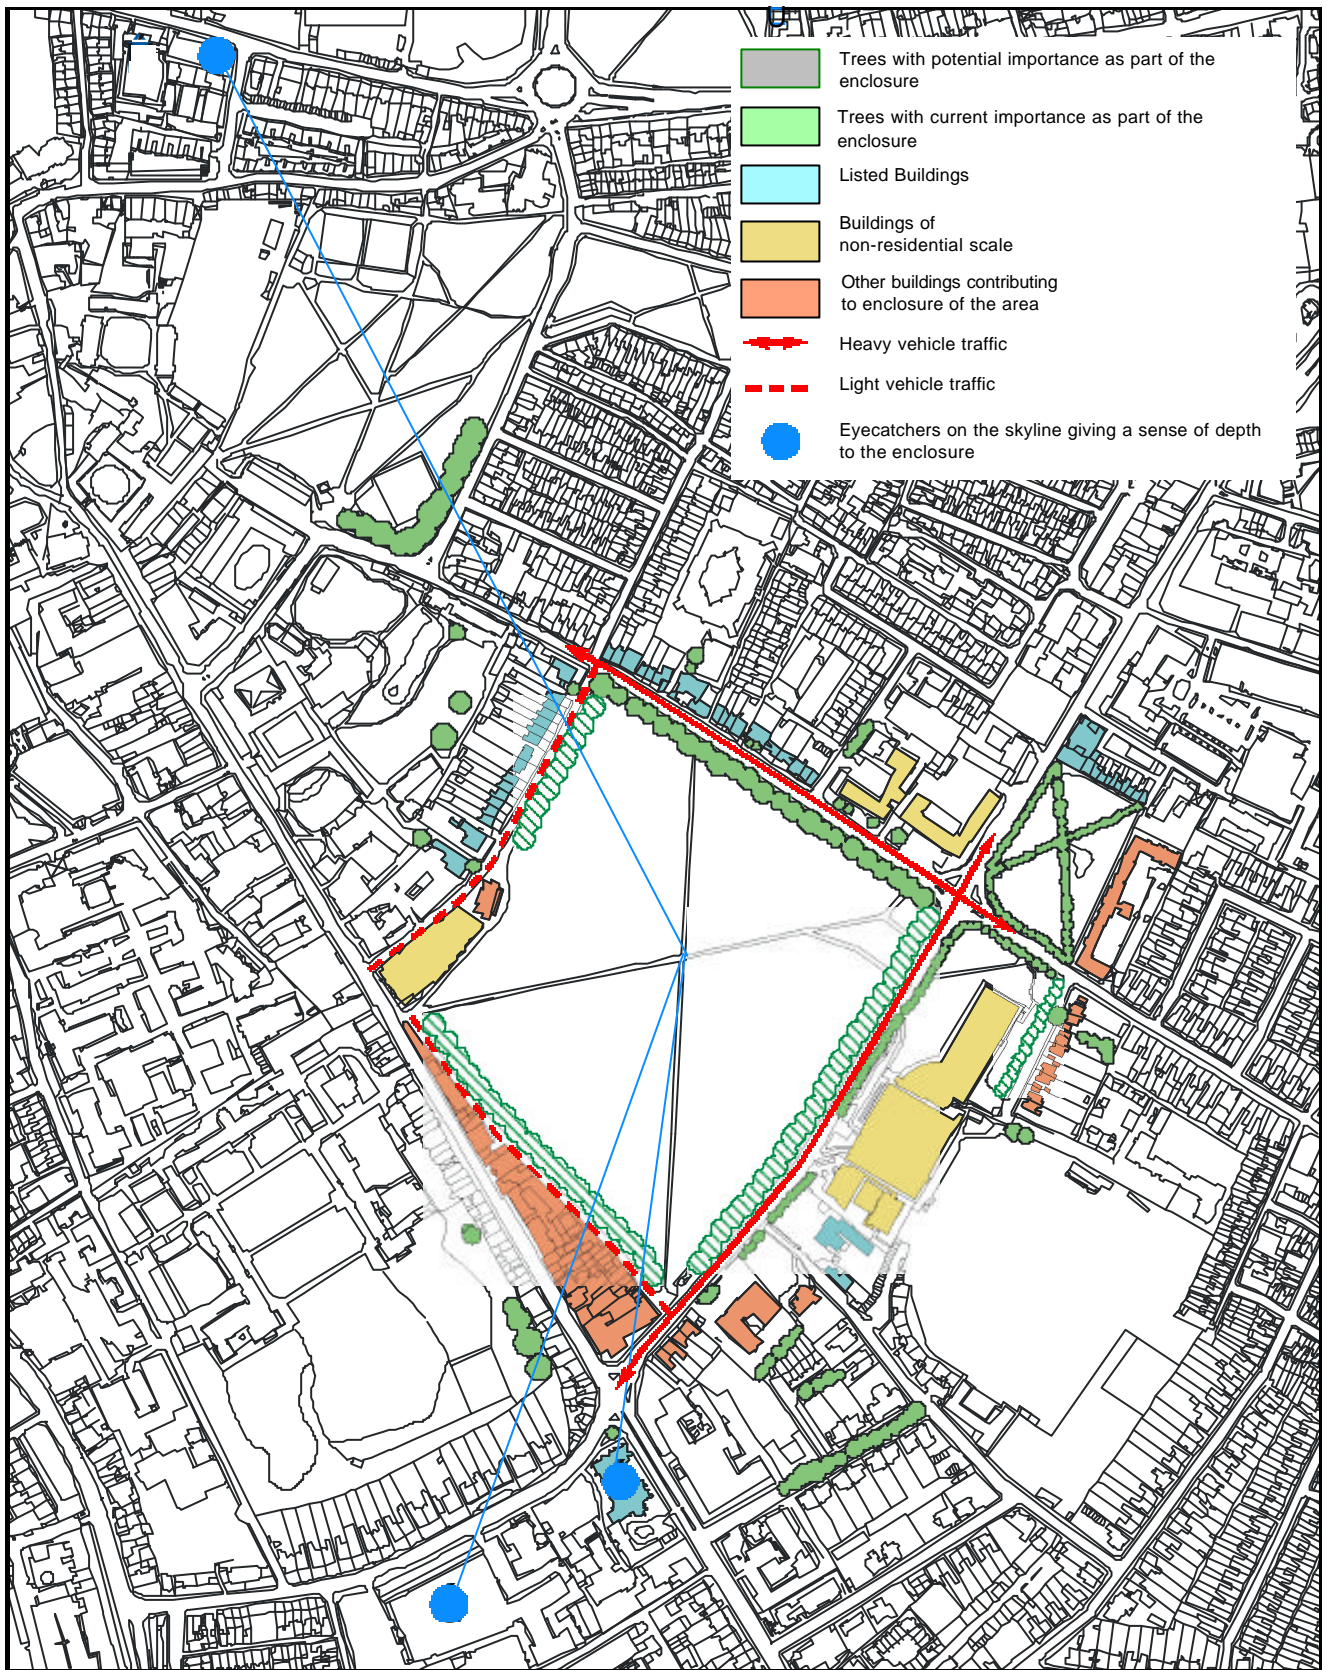 Trees with potential importance as part of the
enclosure
Trees with current importance as part of the
enclosure
Listed Buildings
Buildings of
non-residential scale
Other buildings contributing
to enclosure of the area
Heavy vehicle traffic
Light vehicle traffic
Eyecatchers on the skyline giving a sense of depth
to the enclosure